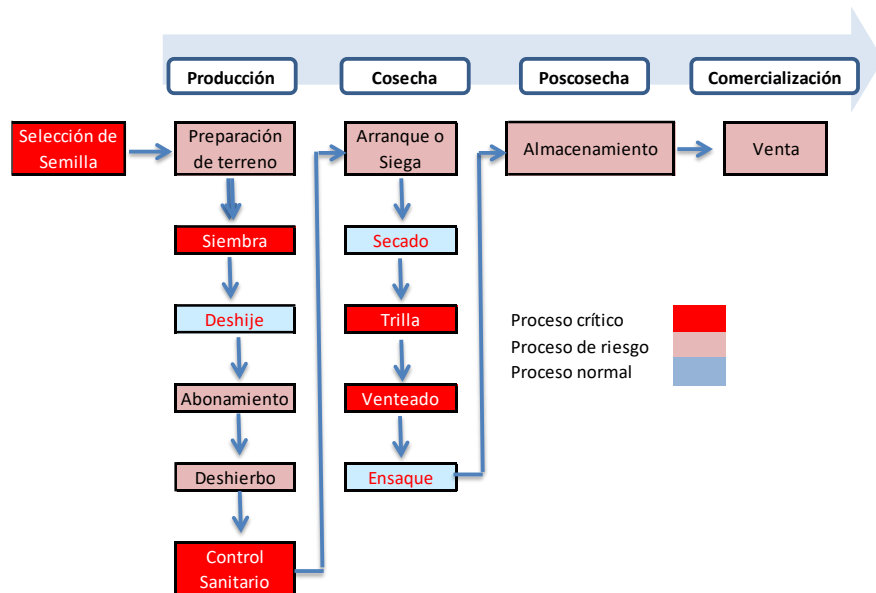 Producción
Cosecha
Poscosecha
Comercialización
Selección de
Semilla
Preparación
de terreno
Siembra
Deshije
Abonamiento
Deshierbo
Control
Sanitario
Arranque o
Siega
Secado
Trilla
Venteado
Ensaque
Almacenamiento
Venta
Proceso crítico
Proceso de riesgo
Proceso normal